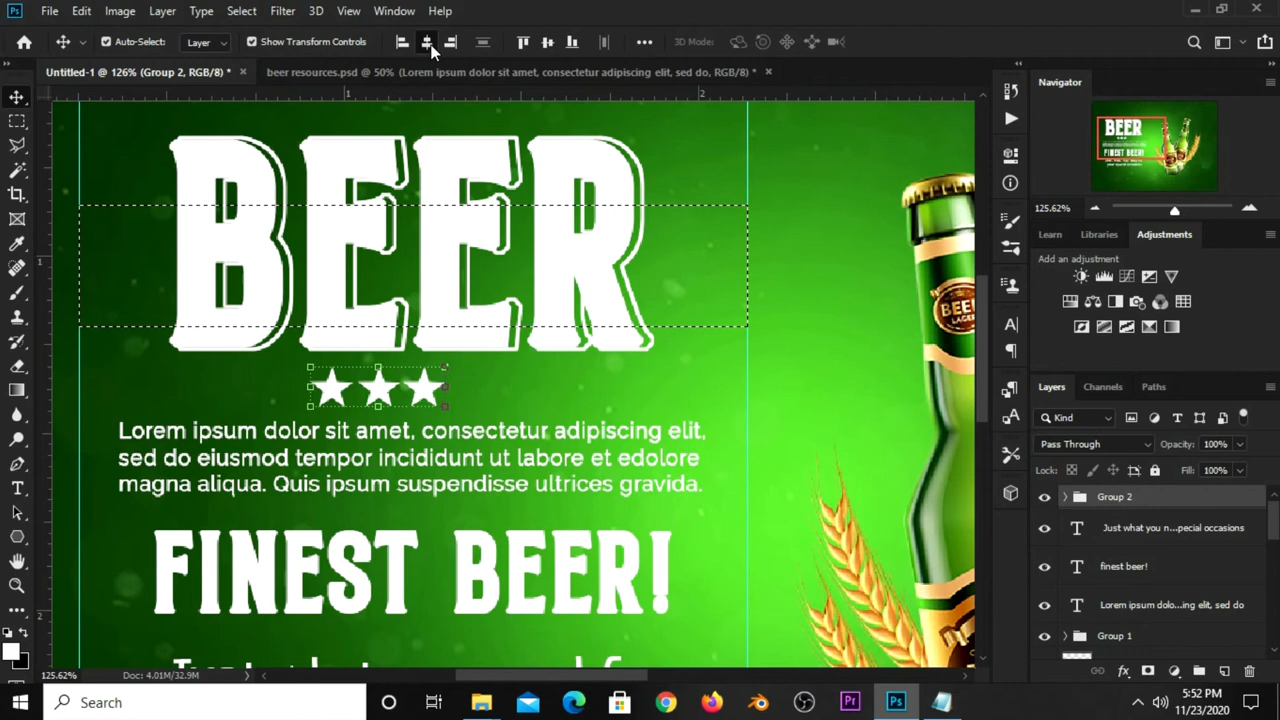 File Edit Image Layer Type Select Filter 3D View Window Help
Auto-Select: Layer Show Transform Controls 3D Mode:
Untitled-1 @ 126% (Group 2, RGB/8) * × beer resources.psd @ 50% (Lorem ipsum dolor sit amet, consectetur adipiscing elit, sed do, RGB/8) * ×
1 2
Navigator
125.62%
Learn Libraries Adjustments
Add an adjustment
BEER
LAGER
BEER
Lorem ipsum dolor sit amet, consectetur adipiscing elit,
sed do eiusmod tempor incididunt ut labore et edolore
magna aliqua. Quis ipsum suspendisse ultrices gravida.
FINEST BEER!
1
2
Layers Channels Paths
Kind
Pass Through Opacity: 100%
Lock: Fill: 100%
Group 2
Just what you n...pecial occasions
finest beer!
Lorem ipsum dolo...ing elit, sed do
Group 1
125.62% Doc: 4.01M/32.9M
Search
5:52 PM
11/23/2020